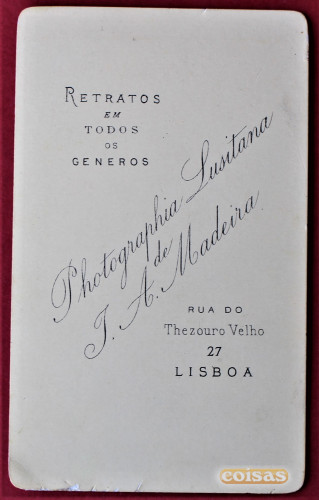 RETRATOS
EM
TODOS
OS
GENEROS
Photographia Lusitana
de
J. A. Madeira
RUA DO
Thezouro Velho
27
LISBOA
coisas